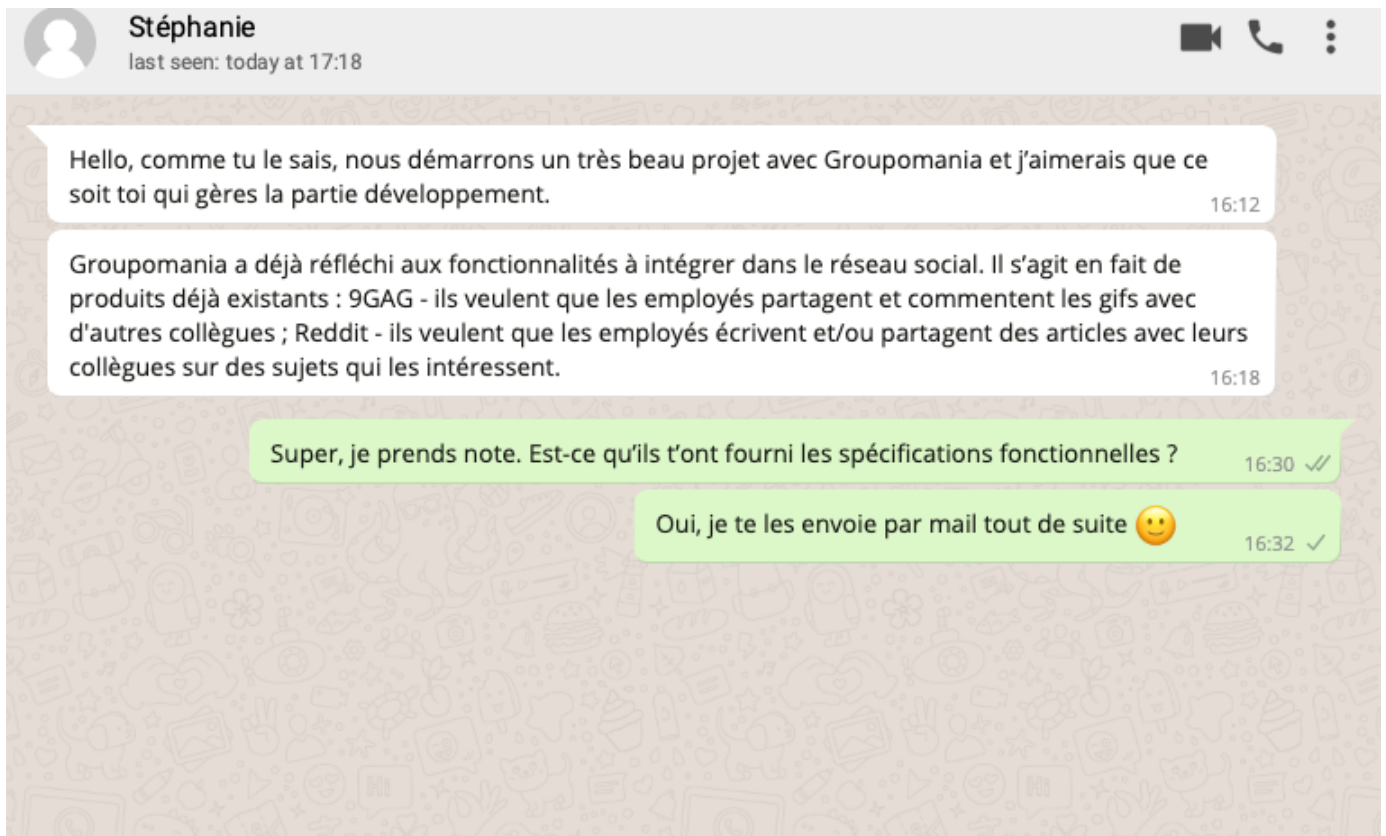 Stéphanie
last seen: today at 17:18
Hello, comme tu le sais, nous démarrons un très beau projet avec Groupomania et j’aimerais que ce
soit toi qui gères la partie développement.
16:12
Groupomania a déjà réfléchi aux fonctionnalités à intégrer dans le réseau social. Il s’agit en fait de
produits déjà existants : 9GAG - ils veulent que les employés partagent et commentent les gifs avec
d'autres collègues ; Reddit - ils veulent que les employés écrivent et/ou partagent des articles avec leurs
collègues sur des sujets qui les intéressent.
16:18
Super, je prends note. Est-ce qu’ils t’ont fourni les spécifications fonctionnelles ?
16:30
Oui, je te les envoie par mail tout de suite 🙂
16:32